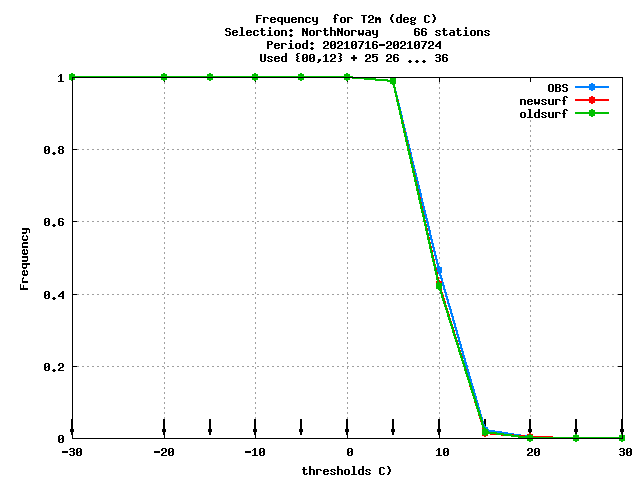 Frequency  for T2m (deg C)
Selection: NorthNorway     66 stations
Period: 20210716-20210724
Used {00,12} + 25 26 ... 36
OBS
newsurf
oldsurf
1
0.8
0.6
0.4
0.2
0
Frequency
-30 -20 -10 0 10 20 30
thresholds C)